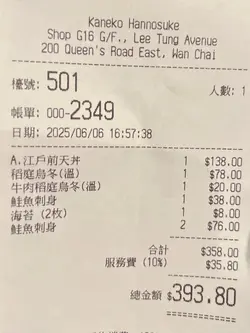 Kaneko Hannosuke
Shop G16 G/F., Lee Tung Avenue
200 Queen's Road East, Wan Chai
檯號: 501 人數: 1
帳單: 000-2349
日期: 2025/06/06 16:57:38
A.江戶前天丼 1 $138.00
稻庭烏冬(溫) 1 $78.00
牛肉稻庭烏冬(溫) 1 $20.00
鮭魚刺身 1 $38.00
海苔 (2枚) 1 $8.00
鮭魚刺身 2 $76.00
合計 $358.00
服務費 (10%) $35.80
總金額 $393.80